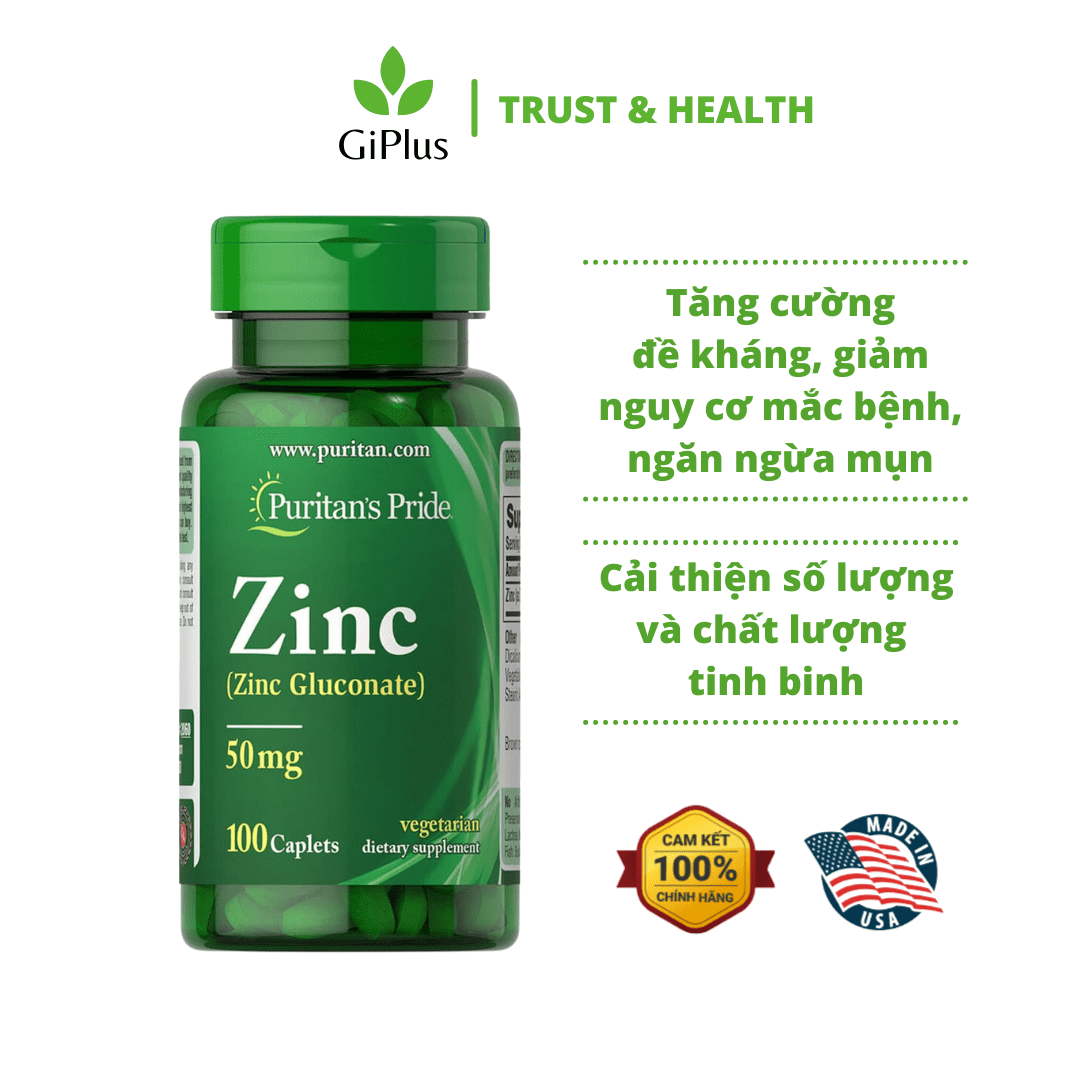 GiPlus
TRUST & HEALTH
Tăng cường
đề kháng, giảm
nguy cơ mắc bệnh,
ngăn ngừa mụn
Cải thiện số lượng
và chất lượng
tinh binh
www.puritan.com
Puritan's Pride
Zinc
(Zinc Gluconate)
50 mg
100 Caplets
vegetarian
dietary supplement
CAM KẾT
100%
CHÍNH HÃNG
MADE IN
USA